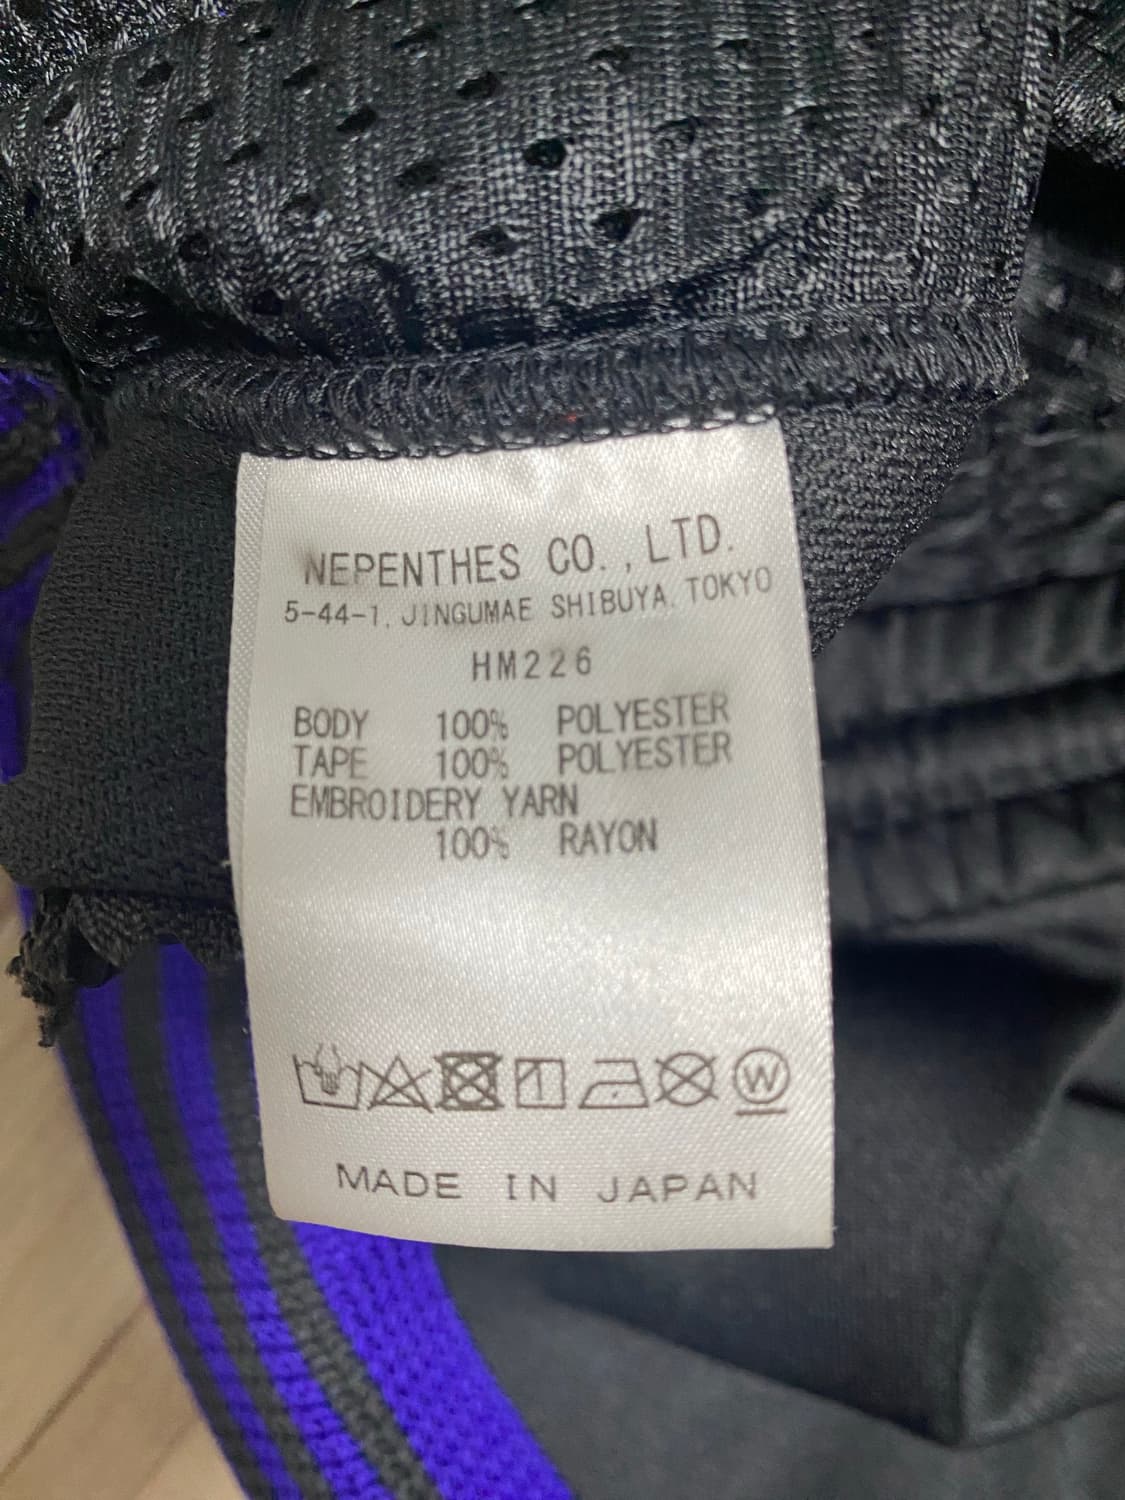 NEPENTHES CO.,LTD.
5-44-1, JINGUMAE SHIBUYA, TOKYO
HM226
BODY 100% POLYESTER
TAPE 100% POLYESTER
EMBROIDERY YARN
100% RAYON
W
MADE IN JAPAN